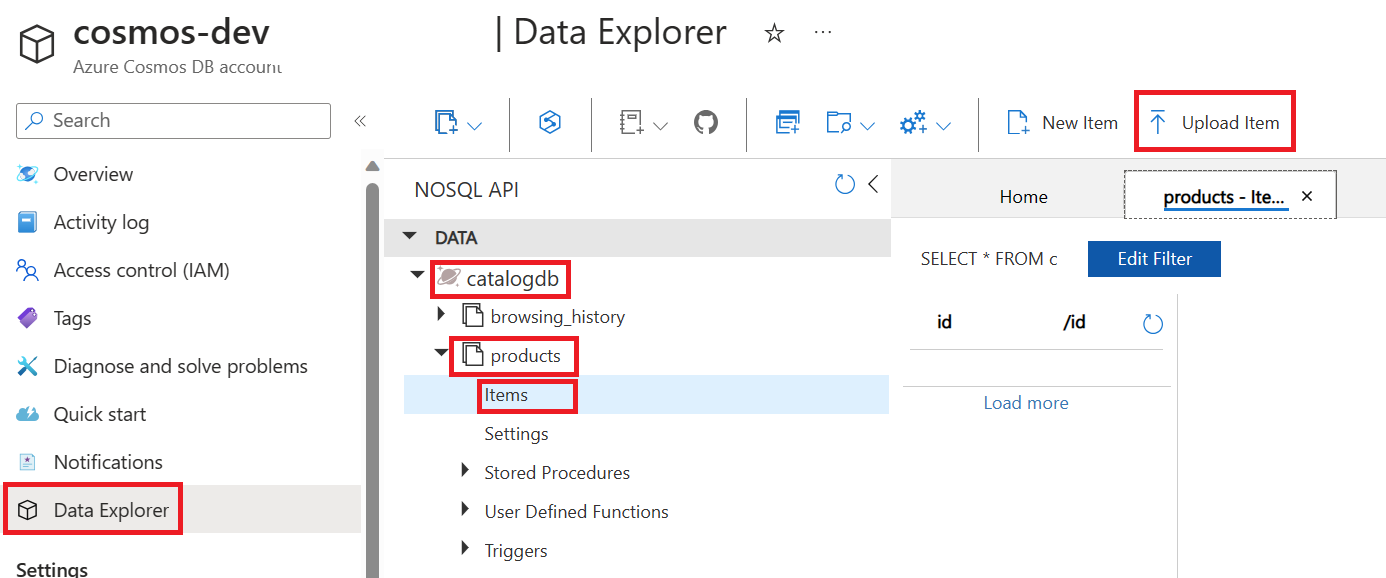 cosmos-dev
| Data Explorer
...
Azure Cosmos DB account
Search
«
Overview
Activity log
Access control (IAM)
Tags
Diagnose and solve problems
Quick start
Notifications
Data Explorer
Settings
New Item
Upload Item
NOSQL API
DATA
catalogdb
browsing_history
products
Items
Settings
Stored Procedures
User Defined Functions
Triggers
Home
products - Ite...
SELECT * FROM c
Edit Filter
id
/id
Load more